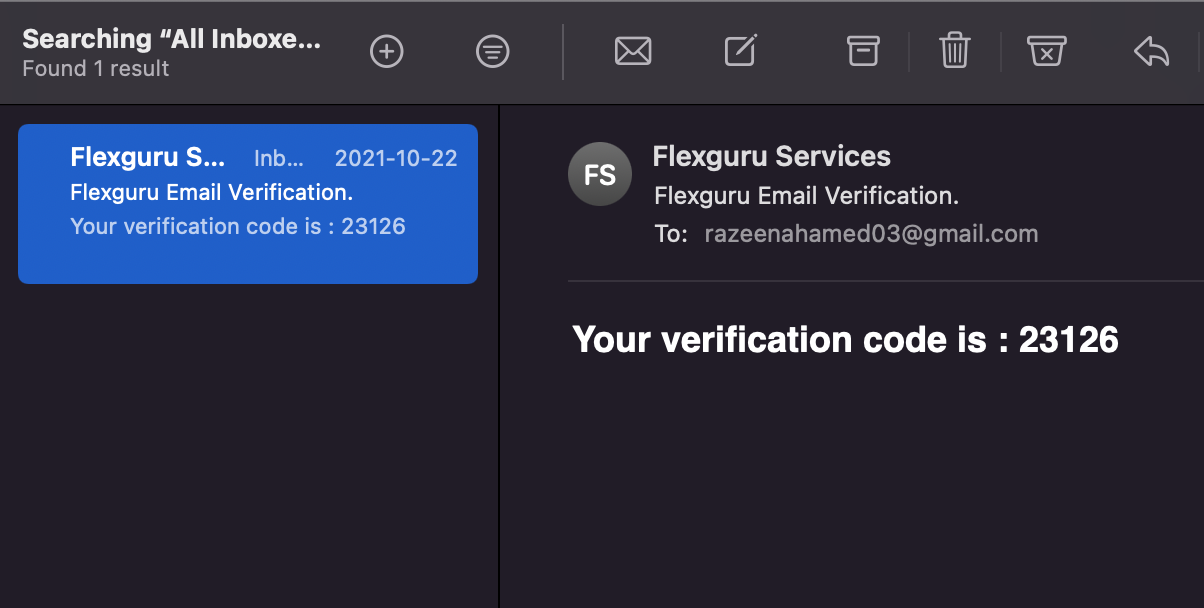 Searching “All Inboxe...
Found 1 result
Flexguru S... Inb... 2021-10-22
Flexguru Email Verification.
Your verification code is : 23126
FS
Flexguru Services
Flexguru Email Verification.
To: razeenahamed03@gmail.com
Your verification code is : 23126